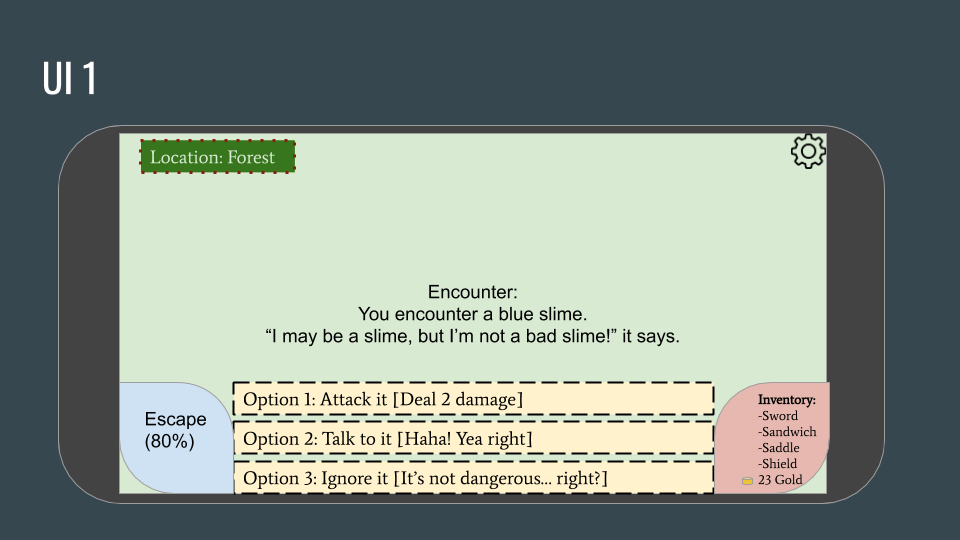 UI 1
Location: Forest
Encounter:
You encounter a blue slime.
“I may be a slime, but I’m not a bad slime!” it says.
Escape
(80%)
Option 1: Attack it [Deal 2 damage]
Option 2: Talk to it [Haha! Yea right]
Option 3: Ignore it [It’s not dangerous... right?]
Inventory:
-Sword
-Sandwich
-Saddle
-Shield
23 Gold